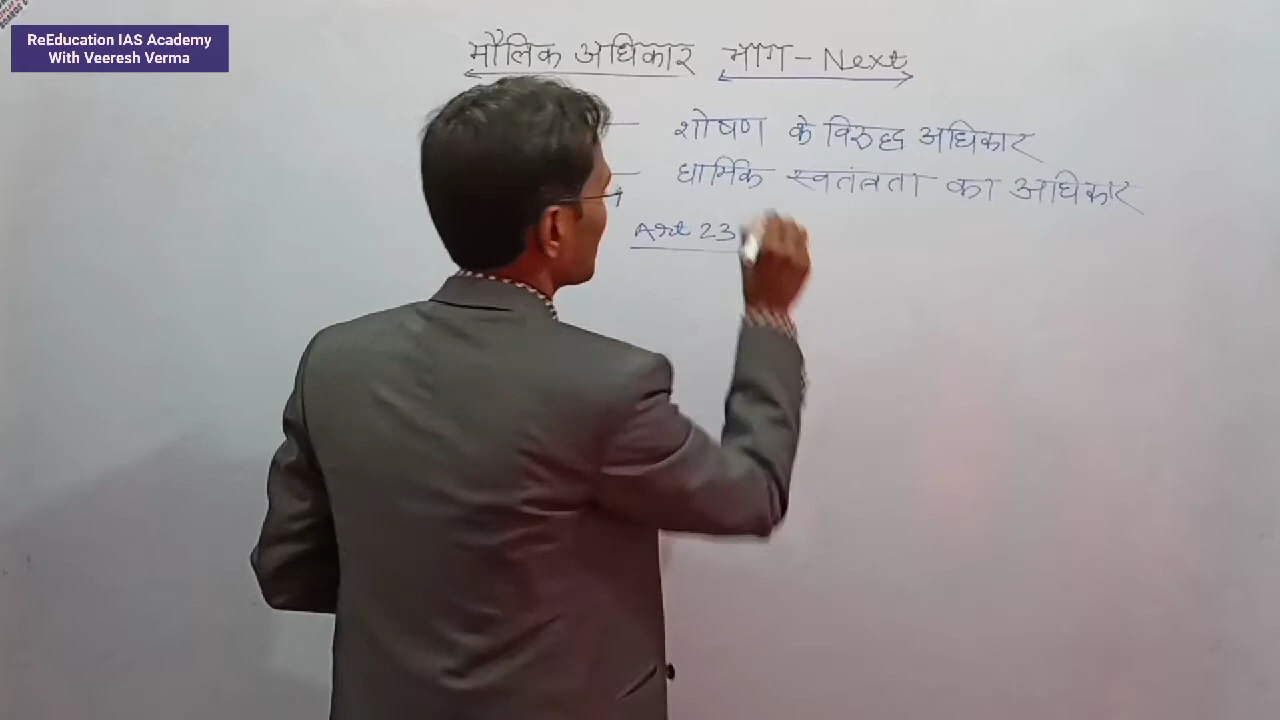 ReEducation IAS Academy
With Veeresh Verma
मौलिक अधिकार भाग - Next
शोषण के विरुद्ध अधिकार
धार्मिक स्वतंत्रता का अधिकार
Art 23